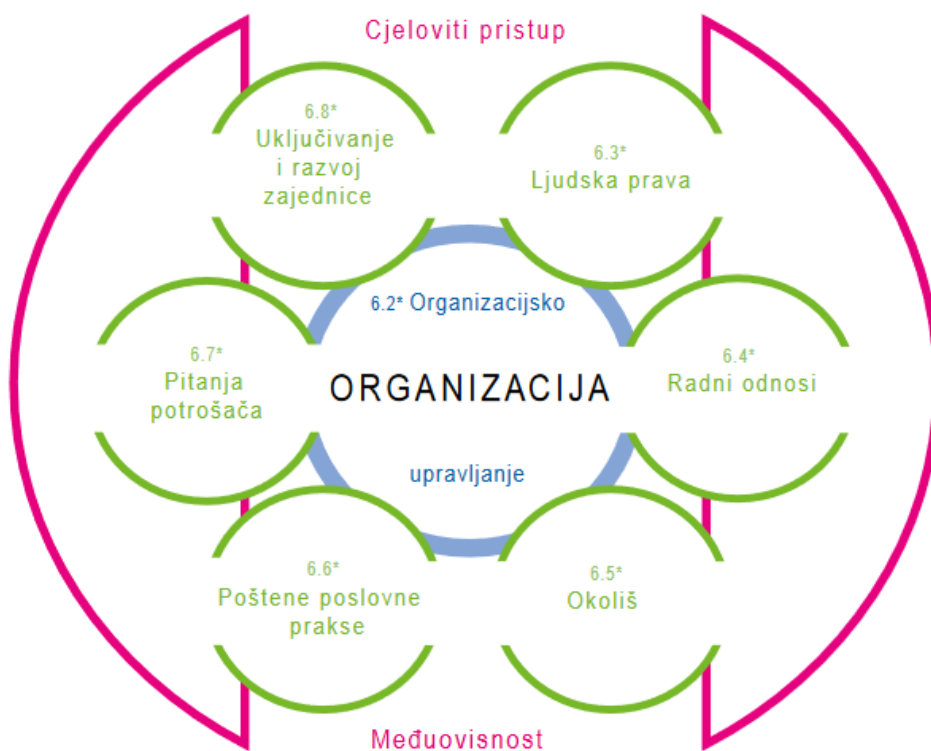 Cjeloviti pristup
6.8*
Uključivanje
i razvoj
zajednice
6.3*
Ljudska prava
6.2* Organizacijsko
6.7*
Pitanja
potrošača
ORGANIZACIJA
6.4*
Radni odnosi
upravljanje
6.6*
Poštene poslovne
prakse
6.5*
Okoliš
Međuovisnost